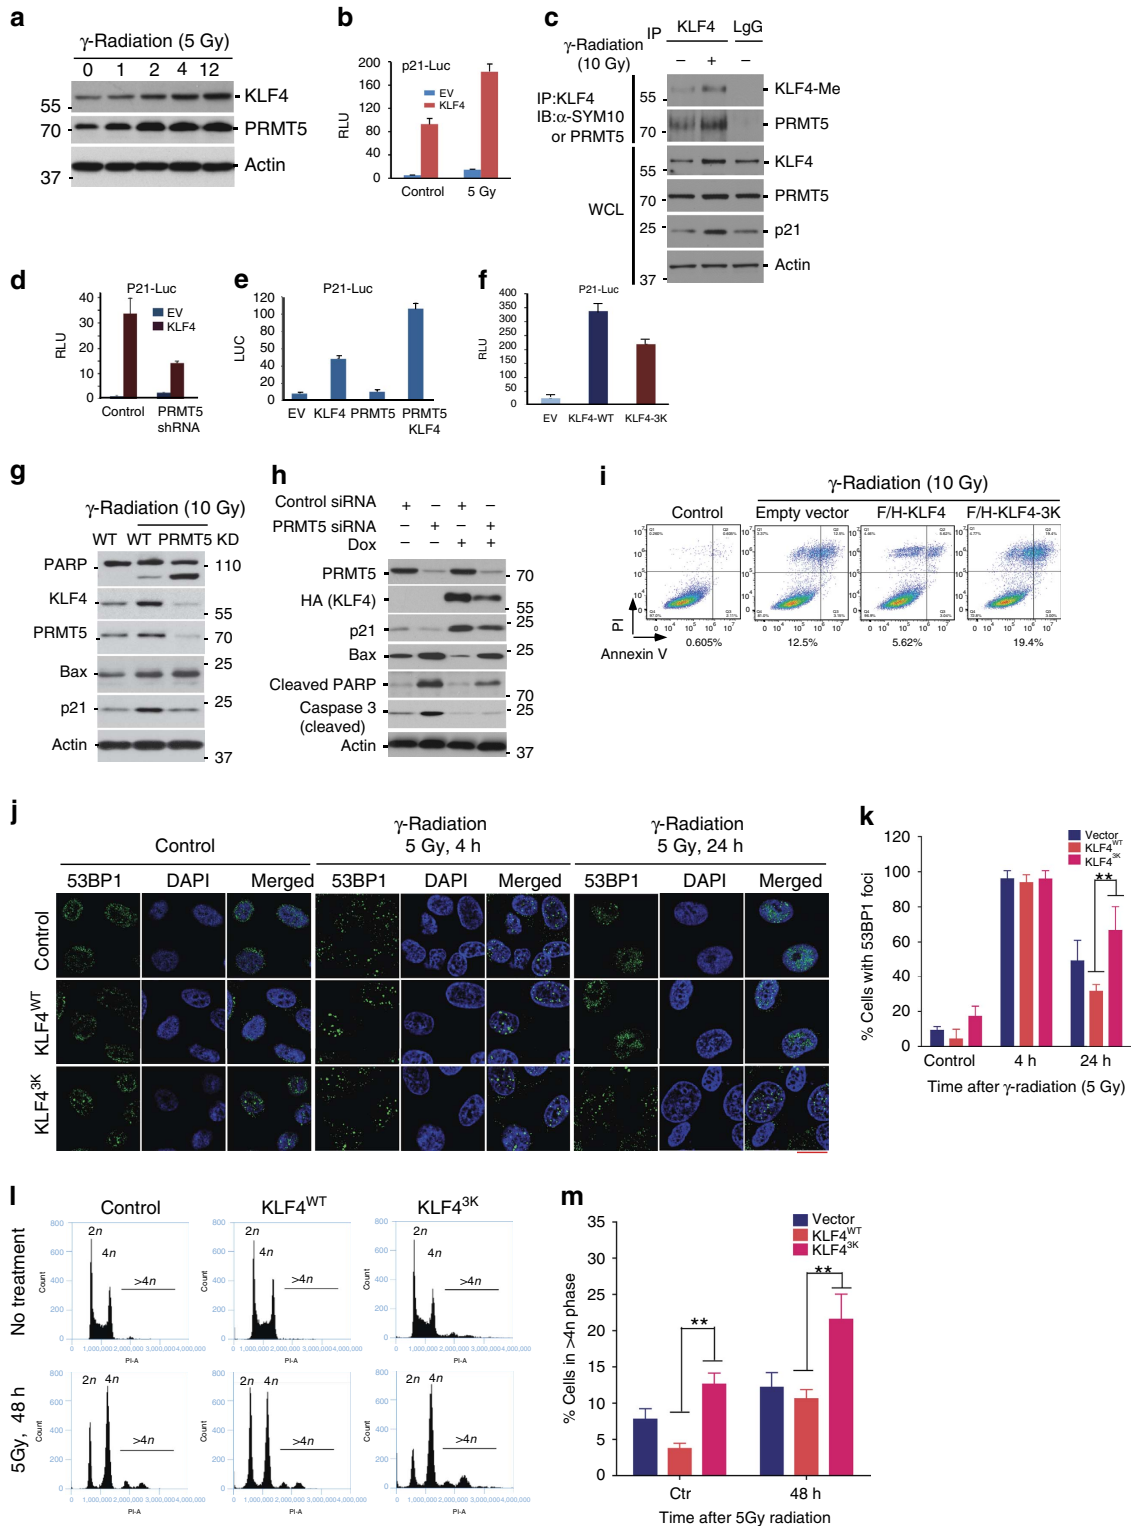 a
γ-Radiation (5 Gy)
0 1 2 4 12
55
KLF4
70
PRMT5
37
Actin
b
p21-Luc
EV
KLF4
RLU
200
160
120
80
40
0
Control 5 Gy
c
IP KLF4 LgG
γ-Radiation
(10 Gy)
– + –
IP:KLF4
IB:α-SYM10
or PRMT5
55
KLF4-Me
70
PRMT5
WCL
55
KLF4
70
PRMT5
25
p21
37
Actin
d
P21-Luc
EV
KLF4
RLU
40
30
20
10
0
Control PRMT5
shRNA
e
P21-Luc
LUC
120
100
80
60
40
20
0
EV KLF4 PRMT5 PRMT5
KLF4
f
P21-Luc
RLU
400
350
300
250
200
150
100
50
0
EV KLF4-WT KLF4-3K
g
γ-Radiation (10 Gy)
WT WT PRMT5 KD
PARP 110
KLF4
55
PRMT5 70
Bax 25
p21 25
Actin
37
h
Control siRNA + – + –
PRMT5 siRNA – + – +
Dox – – + +
PRMT5 70
HA (KLF4) 55
p21 25
Bax 25
Cleaved PARP 70
Caspase 3 25
(cleaved)
Actin 37
i
γ-Radiation (10 Gy)
Control Empty vector F/H-KLF4 F/H-KLF4-3K
PI
Annexin V
0.605% 12.5% 5.62% 19.4%
j
Control
γ-Radiation
5 Gy, 4 h
γ-Radiation
5 Gy, 24 h
53BP1 DAPI Merged 53BP1 DAPI Merged 53BP1 DAPI Merged
Control
KLF4WT
KLF43K
k
Vector
KLF4WT
KLF43K
**
% Cells with 53BP1 foci
120
100
80
60
40
20
0
Control 4 h 24 h
Time after γ-radiation (5 Gy)
l
Control KLF4WT KLF43K
No treatment
5Gy, 48 h
2n 4n >4n
2n 4n >4n
2n 4n >4n
2n 4n >4n
2n 4n >4n
2n 4n >4n
800
600
400
200
0
Count
PI-A
m
Vector
KLF4WT
KLF43K
**
**
% Cells in >4n phase
35
30
25
20
15
10
5
0
Ctr 48 h
Time after 5Gy radiation